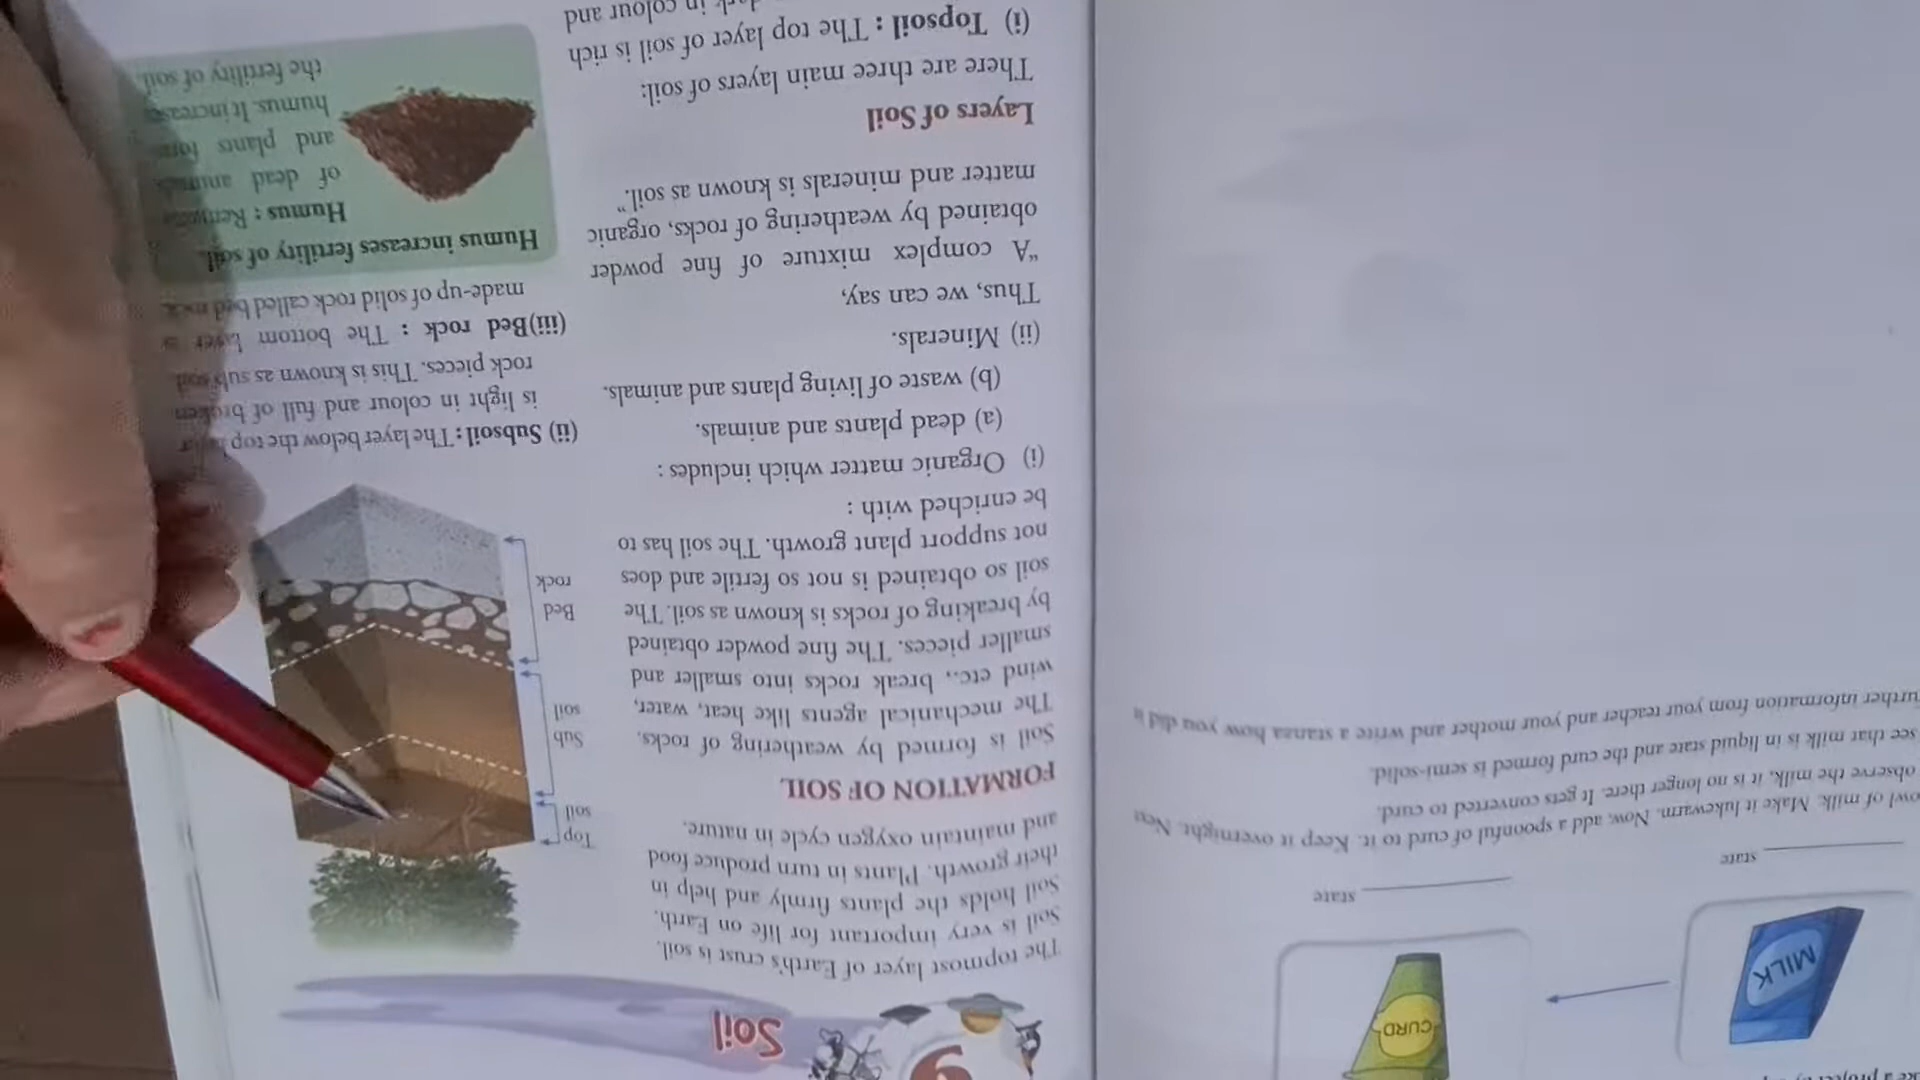 9
Soil
The topmost layer of Earth's crust is soil.
Soil is very important for life on Earth.
Soil holds the plants firmly and help in
their growth. Plants in turn produce food
and maintain oxygen cycle in nature.
FORMATION OF SOIL
Soil is formed by weathering of rocks.
The mechanical agents like heat, water,
wind etc., break rocks into smaller and
smaller pieces. The fine powder obtained
by breaking of rocks is known as soil. The
soil so obtained is not so fertile and does
not support plant growth. The soil has to
be enriched with :
(i) Organic matter which includes :
(a) dead plants and animals.
(b) waste of living plants and animals.
(ii) Minerals.
Thus, we can say,
“A complex mixture of fine powder
obtained by weathering of rocks, organic
matter and minerals is known as soil.”
Layers of Soil
There are three main layers of soil:
(i) Topsoil : The top layer of soil is rich
in colour and
Top
soil
Sub
soil
Bed
rock
(ii) Subsoil : The layer below the top
is light in colour and full of broken
rock pieces. This is known as sub soil.
(iii) Bed rock : The bottom layer is
made-up of solid rock called bed rock.
Humus increases fertility of soil.
Humus :
of dead animals
and plants form
humus. It increases
the fertility of soil.
MILK
CURD
state
state
owl of milk. Make it lukewarm. Now, add a spoonful of curd to it. Keep it overnight. Next
observe the milk, it is no longer there. It gets converted to curd.
see that milk is in liquid state and the curd formed is semi-solid.
further information from your teacher and your mother and write a stanza how you did it